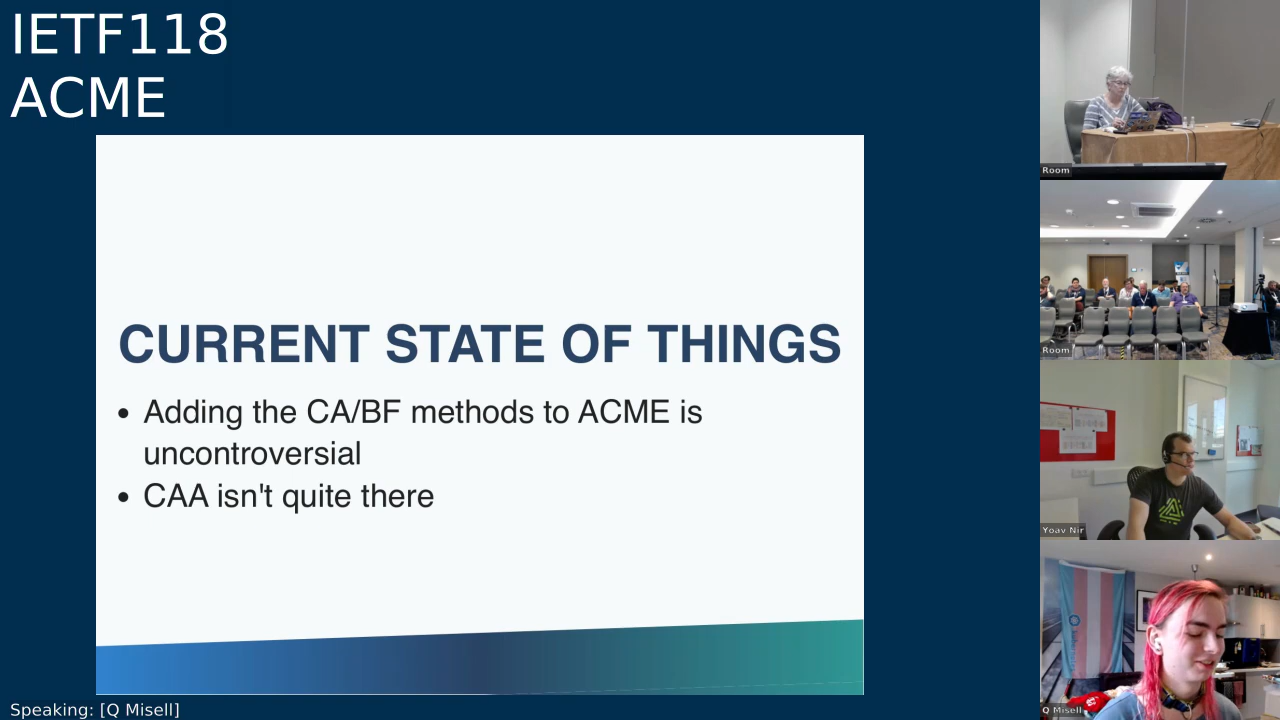 IETF118
ACME
CURRENT STATE OF THINGS
• Adding the CA/BF methods to ACME is
uncontroversial
• CAA isn't quite there
Speaking: [Q Misell]
Room
Room
Yoav Nir
Q Misell